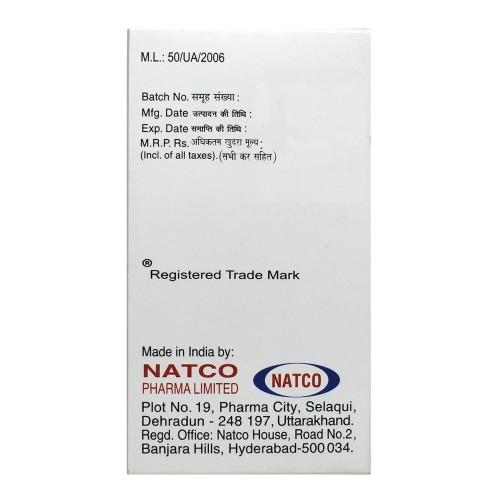 M.L.: 50/UA/2006
Batch No. समूह संख्या :
Mfg. Date उत्पादन की तिथि :
Exp. Date समाप्ति की तिथि :
M.R.P. Rs. अधिकतम खुदरा मूल्य :
(Incl. of all taxes). (सभी कर सहित)
®
Registered Trade Mark
Made in India by:
NATCO
PHARMA LIMITED
NATCO
Plot No. 19, Pharma City, Selaqui,
Dehradun - 248 197, Uttarakhand.
Regd. Office: Natco House, Road No.2,
Banjara Hills, Hyderabad-500 034.